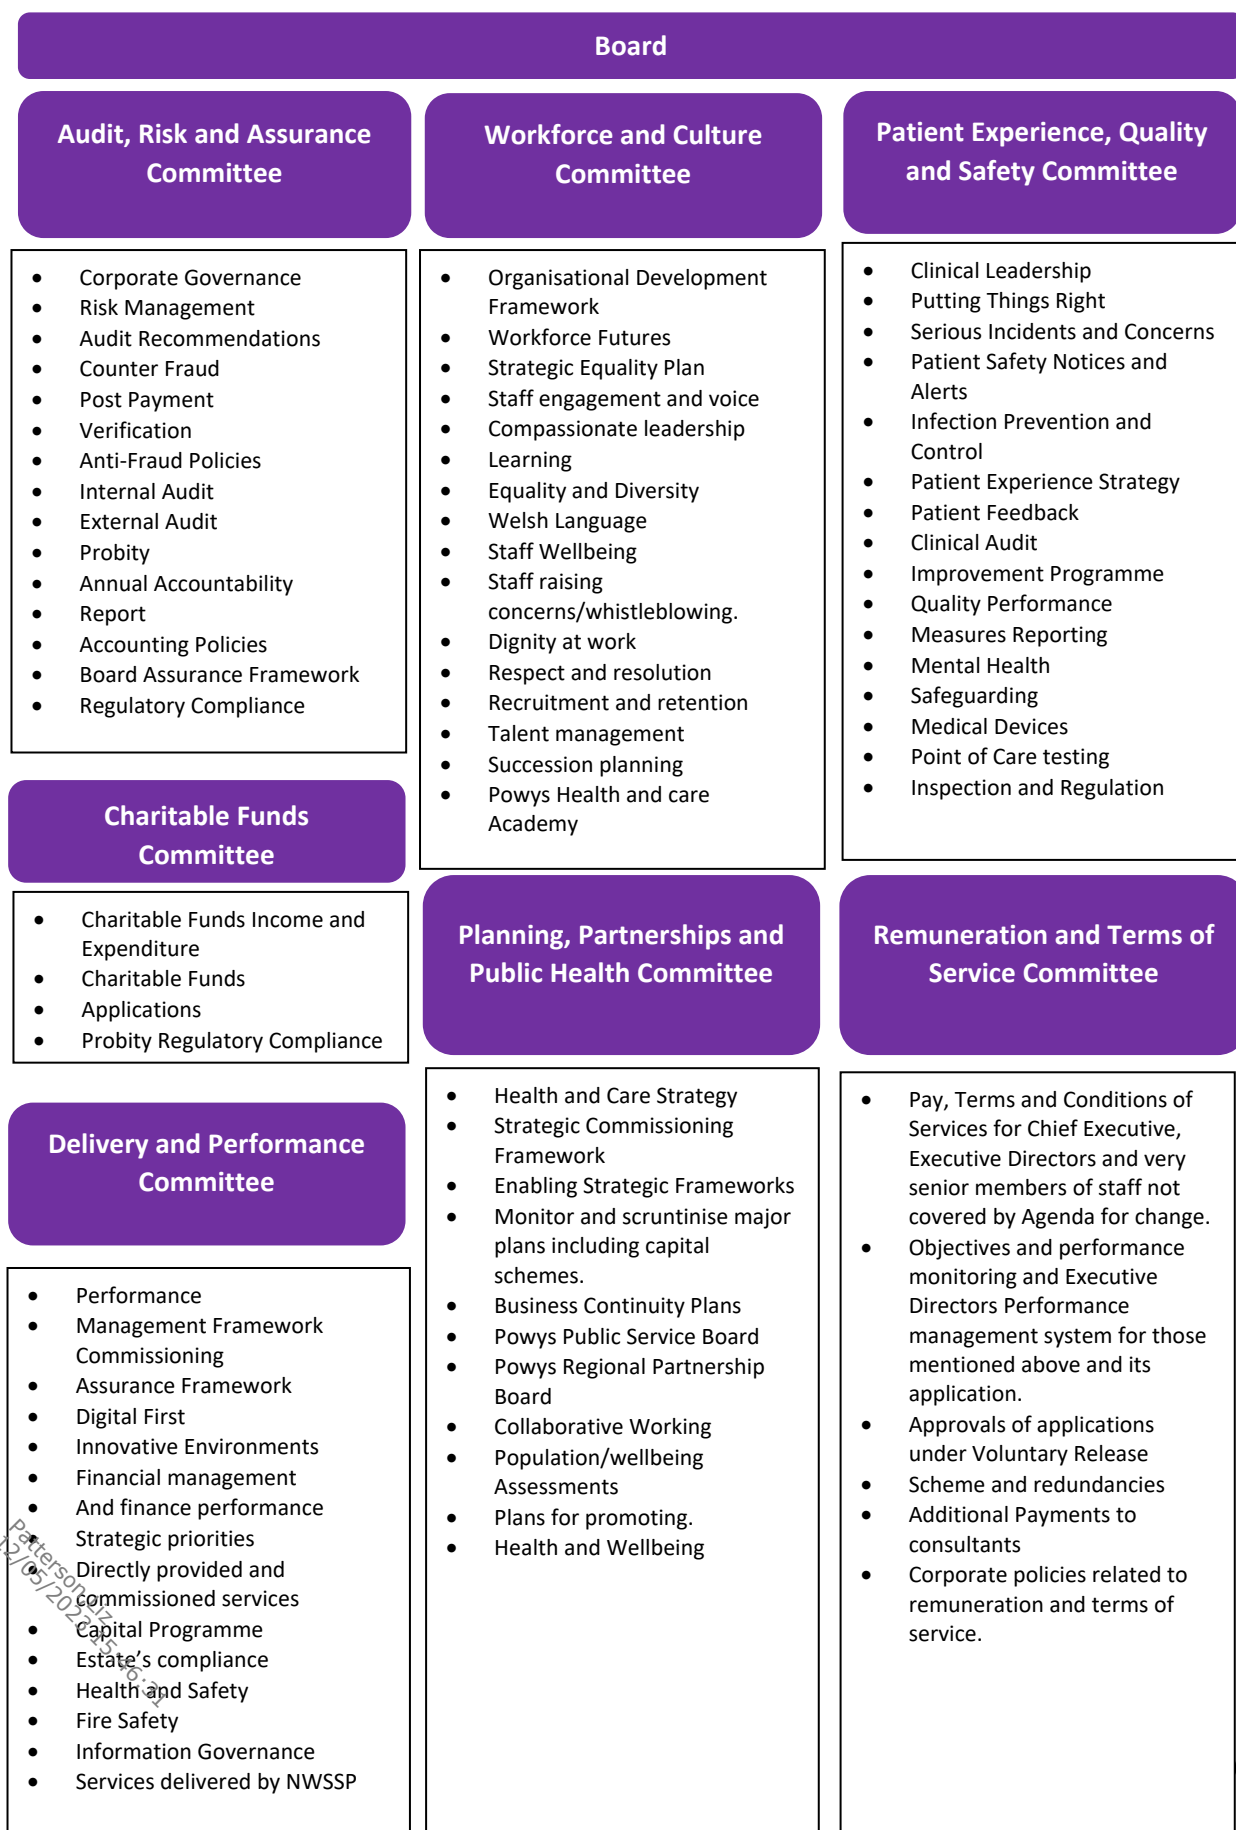 Board
Audit, Risk and Assurance
Committee
• Corporate Governance
• Risk Management
• Audit Recommendations
• Counter Fraud
• Post Payment
• Verification
• Anti-Fraud Policies
• Internal Audit
• External Audit
• Probity
• Annual Accountability
• Report
• Accounting Policies
• Board Assurance Framework
• Regulatory Compliance
Charitable Funds
Committee
• Charitable Funds Income and
Expenditure
• Charitable Funds
• Applications
• Probity Regulatory Compliance
Delivery and Performance
Committee
• Performance
• Management Framework
Commissioning
• Assurance Framework
• Digital First
• Innovative Environments
• Financial management
• And finance performance
• Strategic priorities
• Directly provided and
commissioned services
• Capital Programme
• Estate’s compliance
• Health and Safety
• Fire Safety
• Information Governance
• Services delivered by NWSSP
Workforce and Culture
Committee
• Organisational Development
Framework
• Workforce Futures
• Strategic Equality Plan
• Staff engagement and voice
• Compassionate leadership
• Learning
• Equality and Diversity
• Welsh Language
• Staff Wellbeing
• Staff raising
concerns/whistleblowing.
• Dignity at work
• Respect and resolution
• Recruitment and retention
• Talent management
• Succession planning
• Powys Health and care
Academy
Planning, Partnerships and
Public Health Committee
• Health and Care Strategy
• Strategic Commissioning
Framework
• Enabling Strategic Frameworks
• Monitor and scruntinise major
plans including capital
schemes.
• Business Continuity Plans
• Powys Public Service Board
• Powys Regional Partnership
Board
• Collaborative Working
• Population/wellbeing
Assessments
• Plans for promoting.
• Health and Wellbeing
Patient Experience, Quality
and Safety Committee
• Clinical Leadership
• Putting Things Right
• Serious Incidents and Concerns
• Patient Safety Notices and
Alerts
• Infection Prevention and
Control
• Patient Experience Strategy
• Patient Feedback
• Clinical Audit
• Improvement Programme
• Quality Performance
• Measures Reporting
• Mental Health
• Safeguarding
• Medical Devices
• Point of Care testing
• Inspection and Regulation
Remuneration and Terms of
Service Committee
• Pay, Terms and Conditions of
Services for Chief Executive,
Executive Directors and very
senior members of staff not
covered by Agenda for change.
• Objectives and performance
monitoring and Executive
Directors Performance
management system for those
mentioned above and its
application.
• Approvals of applications
under Voluntary Release
• Scheme and redundancies
• Additional Payments to
consultants
• Corporate policies related to
remuneration and terms of
service.
Patterson,Liz
12/05/2023 15:46:31